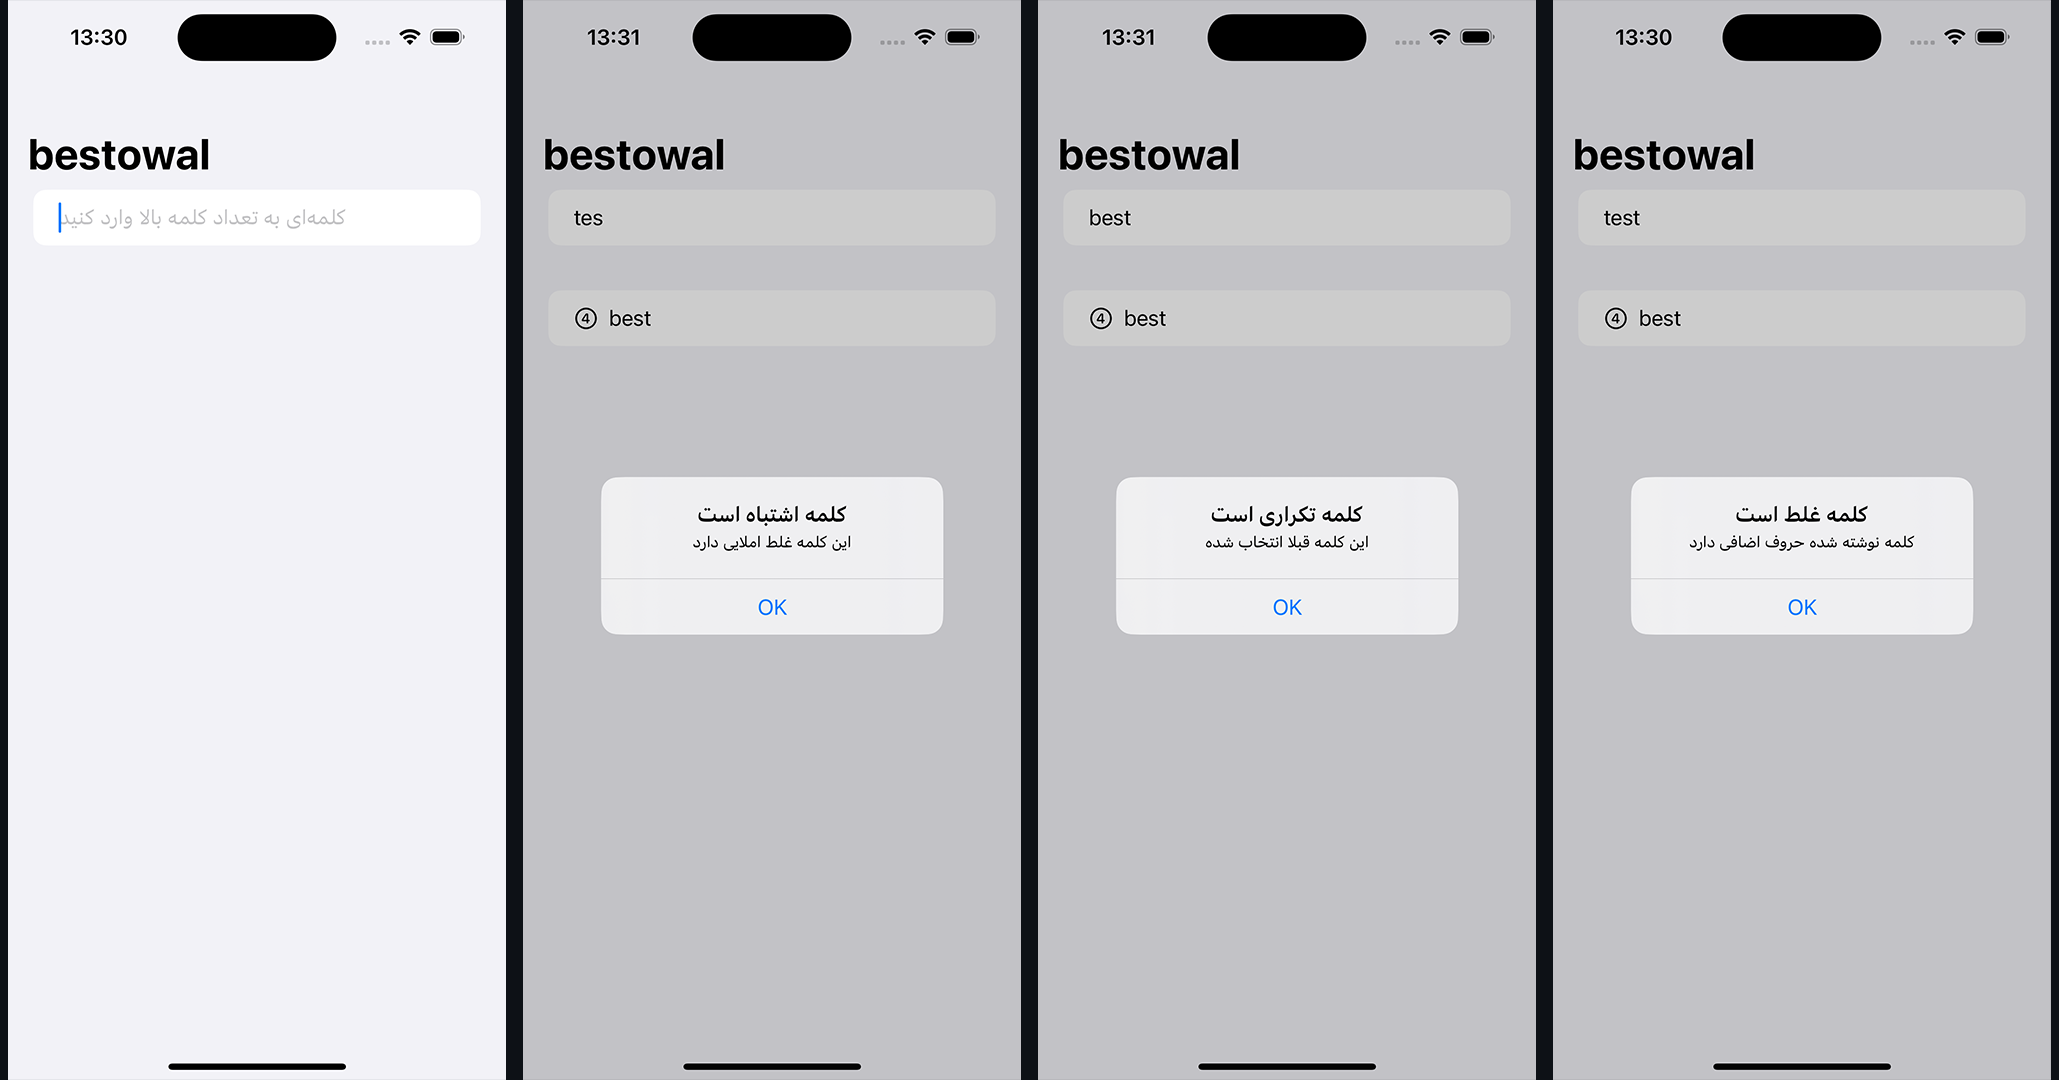 13:30
bestowal
کلمه‌ای به تعداد کلمه بالا وارد کنید
13:31
bestowal
tes
4 best
کلمه اشتباه است
این کلمه غلط املایی دارد
OK
13:31
bestowal
best
4 best
کلمه تکراری است
این کلمه قبلا انتخاب شده
OK
13:30
bestowal
test
4 best
کلمه غلط است
کلمه نوشته شده حروف اضافی دارد
OK